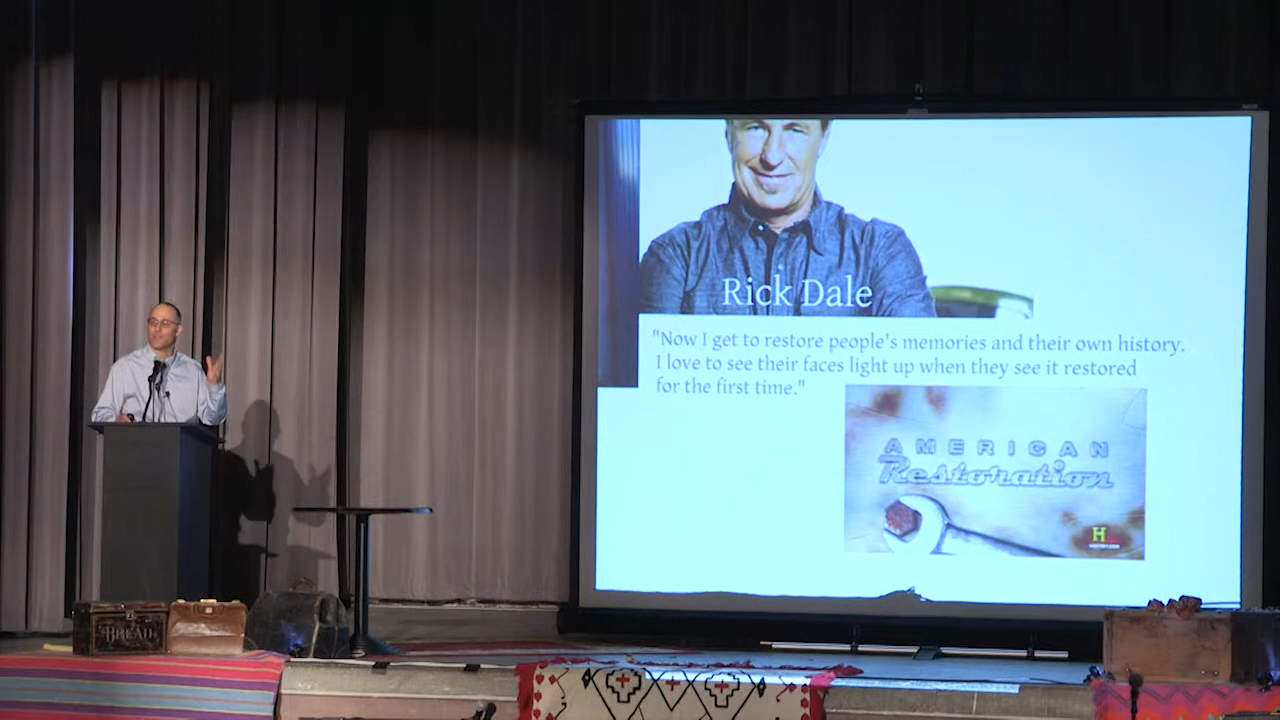 Rick Dale
"Now I get to restore people's memories and their own history.
I love to see their faces light up when they see it restored
for the first time."
AMERICAN
Restoration
H
BREAD